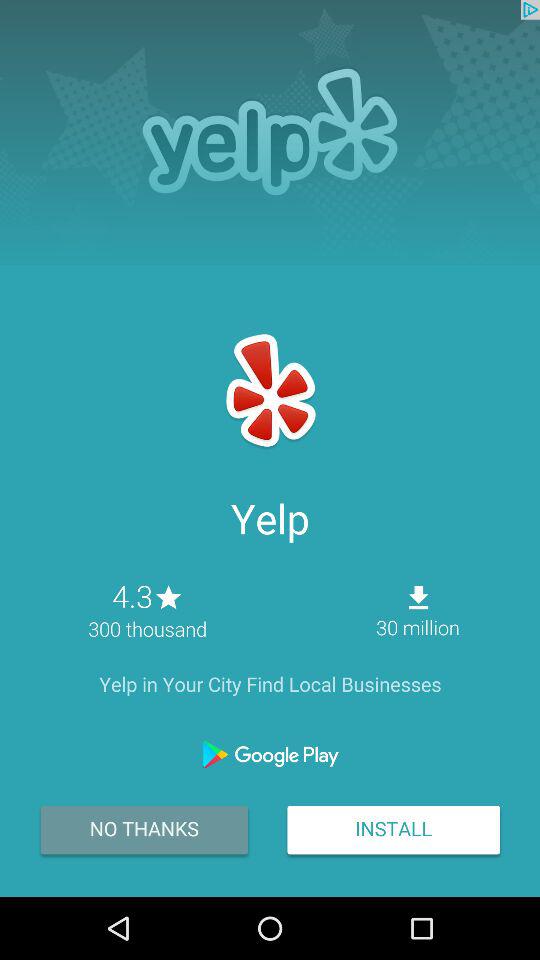 yelp
Yelp
4.3
300 thousand
30 million
Yelp in Your City Find Local Businesses
Google Play
NO THANKS
INSTALL